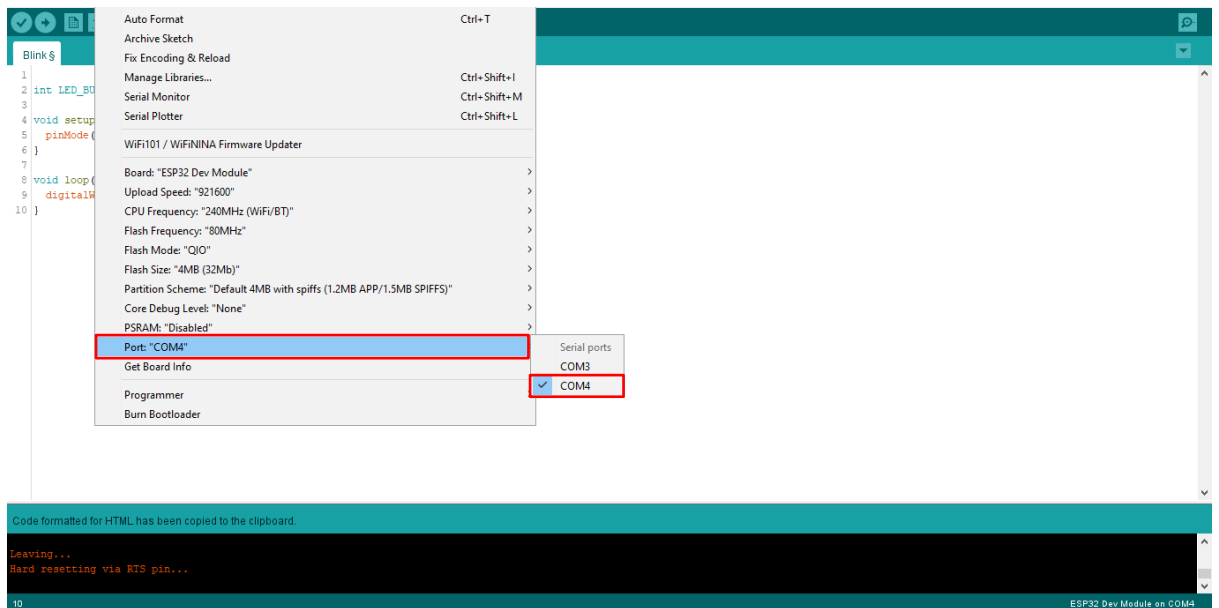 Blink §
Auto Format Ctrl+T
Archive Sketch
Fix Encoding & Reload
Manage Libraries... Ctrl+Shift+I
Serial Monitor Ctrl+Shift+M
Serial Plotter Ctrl+Shift+L
WiFi101 / WiFiNINA Firmware Updater
Board: "ESP32 Dev Module"
Upload Speed: "921600"
CPU Frequency: "240MHz (WiFi/BT)"
Flash Frequency: "80MHz"
Flash Mode: "QIO"
Flash Size: "4MB (32Mb)"
Partition Scheme: "Default 4MB with spiffs (1.2MB APP/1.5MB SPIFFS)"
Core Debug Level: "None"
PSRAM: "Disabled"
Port: "COM4"
Get Board Info
Programmer
Burn Bootloader
Serial ports
COM3
COM4
1
2 int LED_BU
3
4 void setup
5 pinMode(
6 }
7
8 void loop(
9 digitalW
10 }
Code formatted for HTML has been copied to the clipboard.
Leaving...
Hard resetting via RTS pin...
10 ESP32 Dev Module on COM4